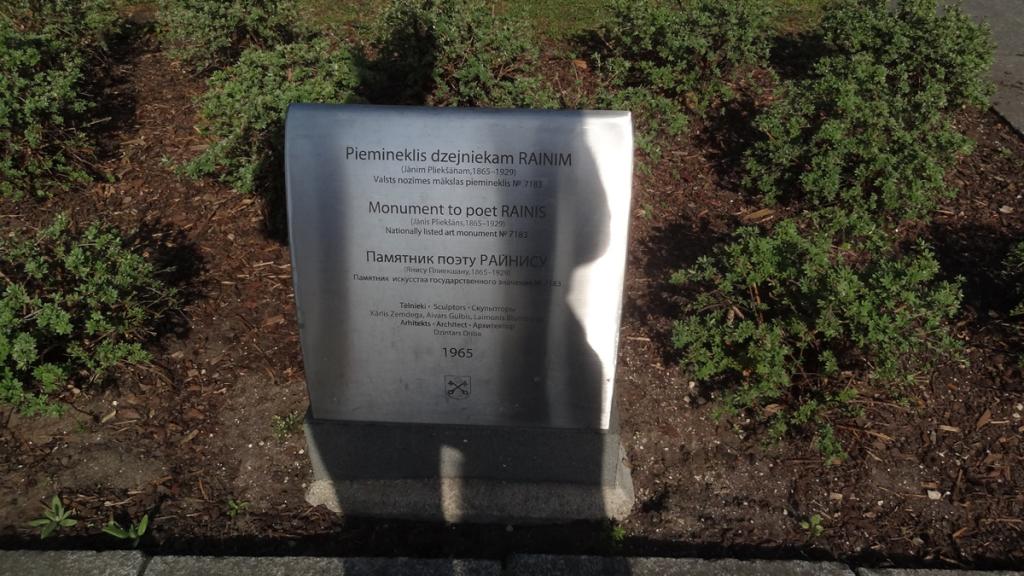 Piemineklis dzejniekam RAINIM
(Jānim Pliekšānam, 1865–1929)
Valsts nozīmes mākslas piemineklis № 7183
Monument to poet RAINIS
(Jānis Pliekšāns, 1865–1929)
Nationally listed art monument № 7183
Памятник поэту РАЙНИСУ
(Янису Плиекшану, 1865–1929)
Памятник искусства государственного значения № 7183
Tēlnieki • Sculptors • Скульпторы
Kārlis Zemdega, Aivars Gulbis, Laimonis
Arhitekts • Architect • Архитектор
Dzintars Driba
1965